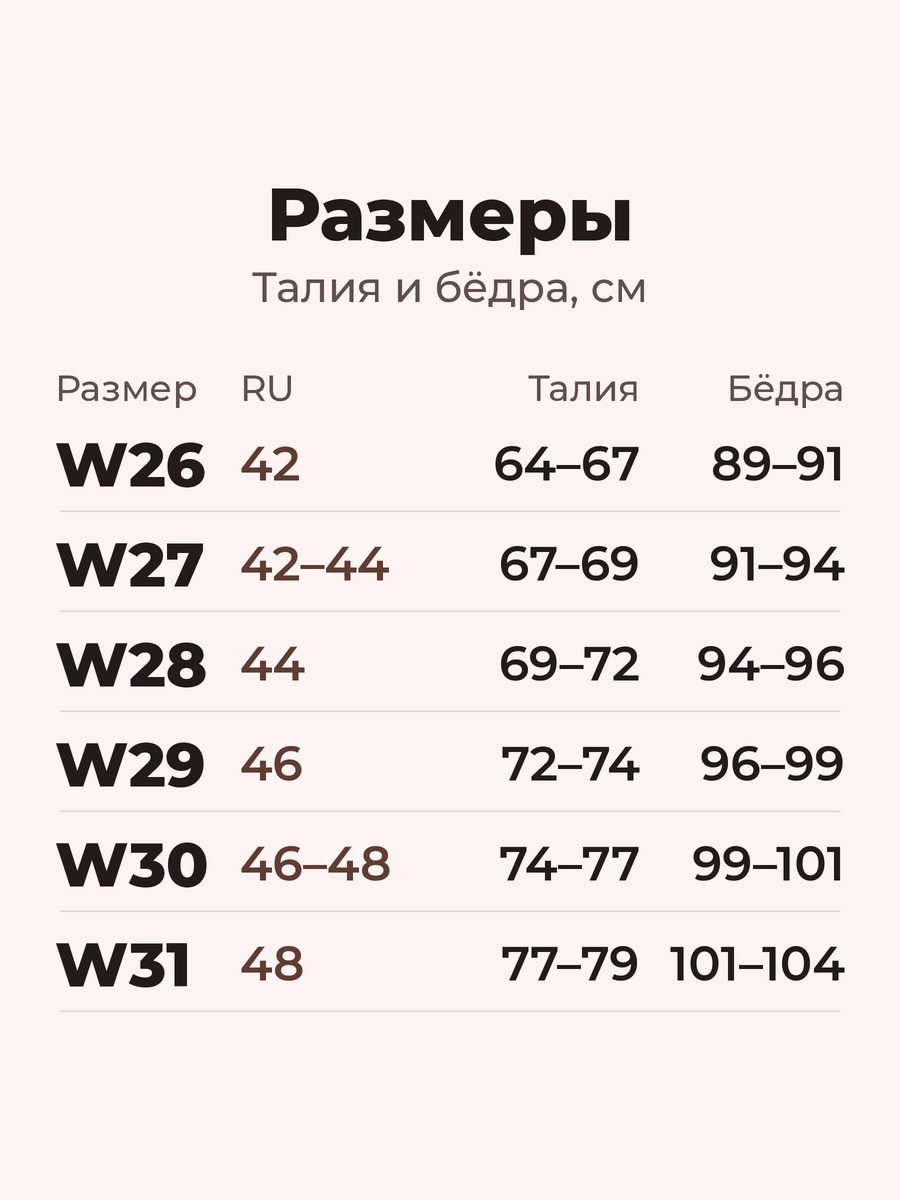 Размеры
Талия и бёдра, см
Размер RU Талия Бёдра
W26 42 64–67 89–91
W27 42–44 67–69 91–94
W28 44 69–72 94–96
W29 46 72–74 96–99
W30 46–48 74–77 99–101
W31 48 77–79 101–104